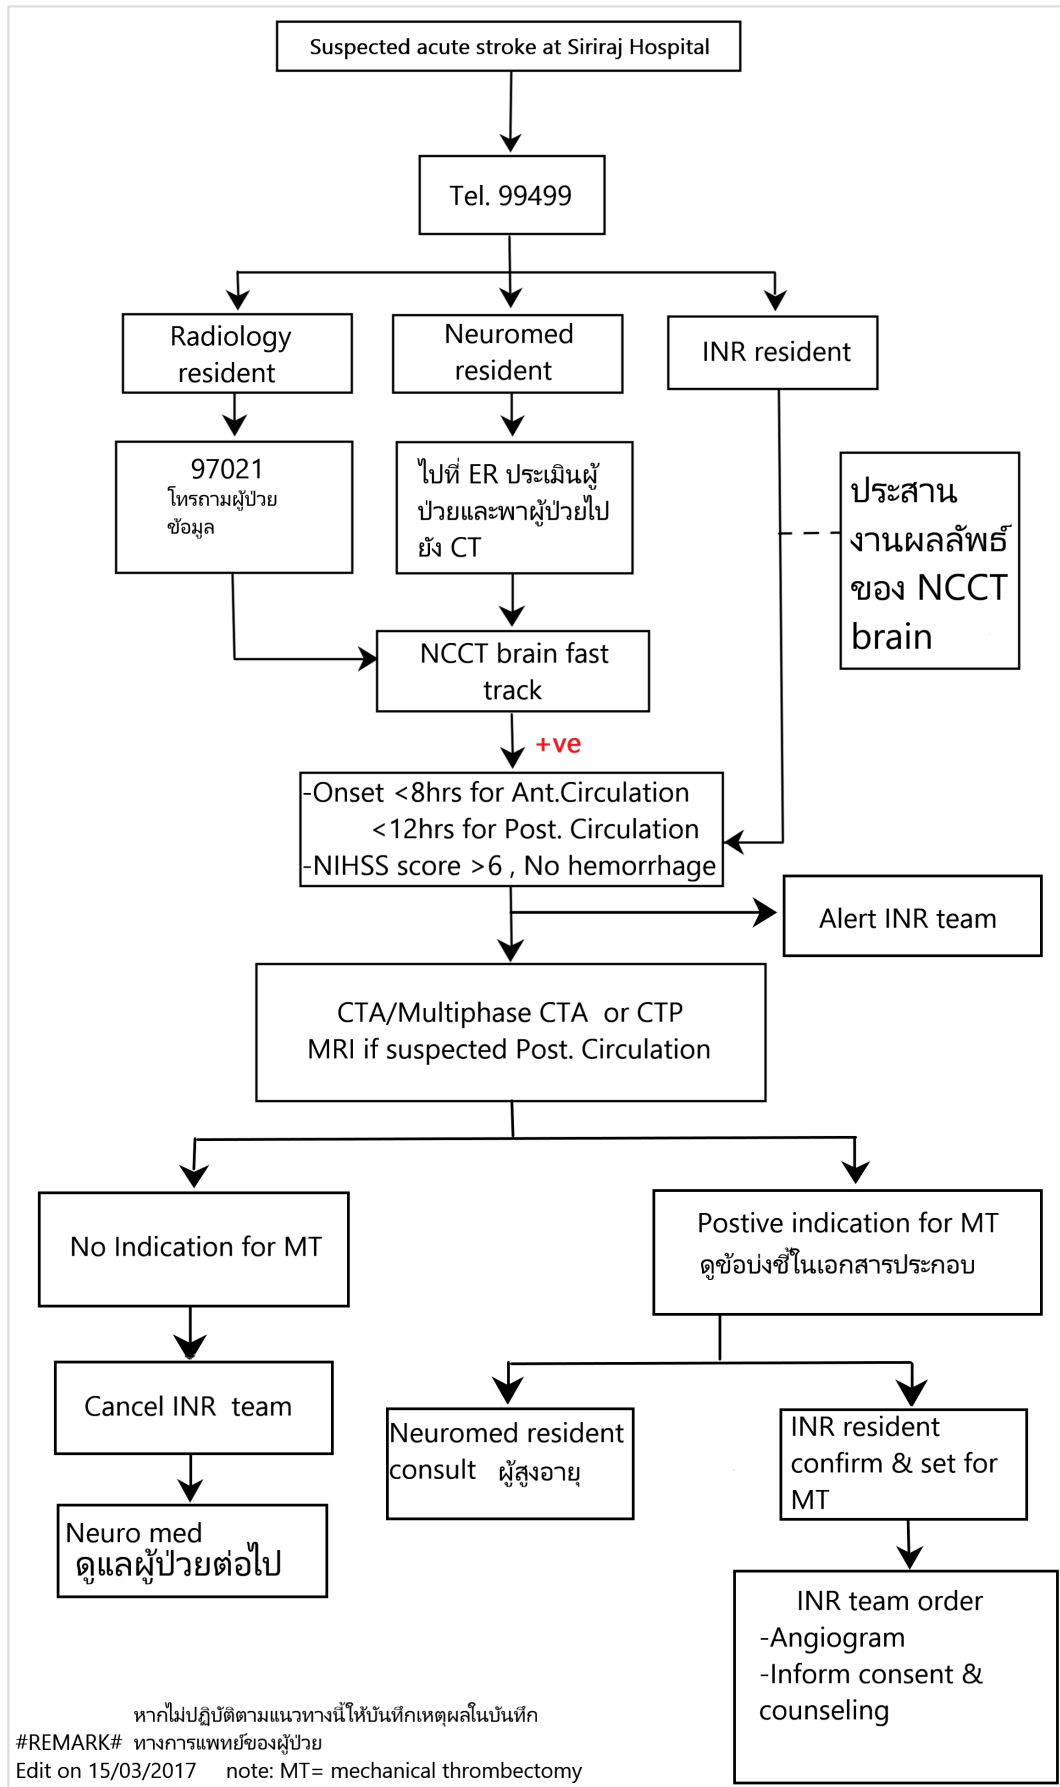 Suspected acute stroke at Siriraj Hospital
Tel. 99499
Radiology
resident
Neuromed
resident
INR resident
97021
โทรถามผู้ป่วย
ข้อมูล
ไปที่ ER ประเมินผู้
ป่วยและพาผู้ป่วยไป
ยัง CT
ประสาน
งานผลลัพธ์
ของ NCCT
brain
NCCT brain fast
track
+ve
-Onset <8hrs for Ant.Circulation
<12hrs for Post. Circulation
-NIHSS score >6 , No hemorrhage
Alert INR team
CTA/Multiphase CTA or CTP
MRI if suspected Post. Circulation
No Indication for MT
Postive indication for MT
ดูข้อบ่งชี้ในเอกสารประกอบ
Cancel INR team
Neuromed resident
consult ผู้สูงอายุ
INR resident
confirm & set for
MT
Neuro med
ดูแลผู้ป่วยต่อไป
INR team order
-Angiogram
-Inform consent &
counseling
หากไม่ปฏิบัติตามแนวทางนี้ให้บันทึกเหตุผลในบันทึก
#REMARK# ทางการแพทย์ของผู้ป่วย
Edit on 15/03/2017 note: MT= mechanical thrombectomy